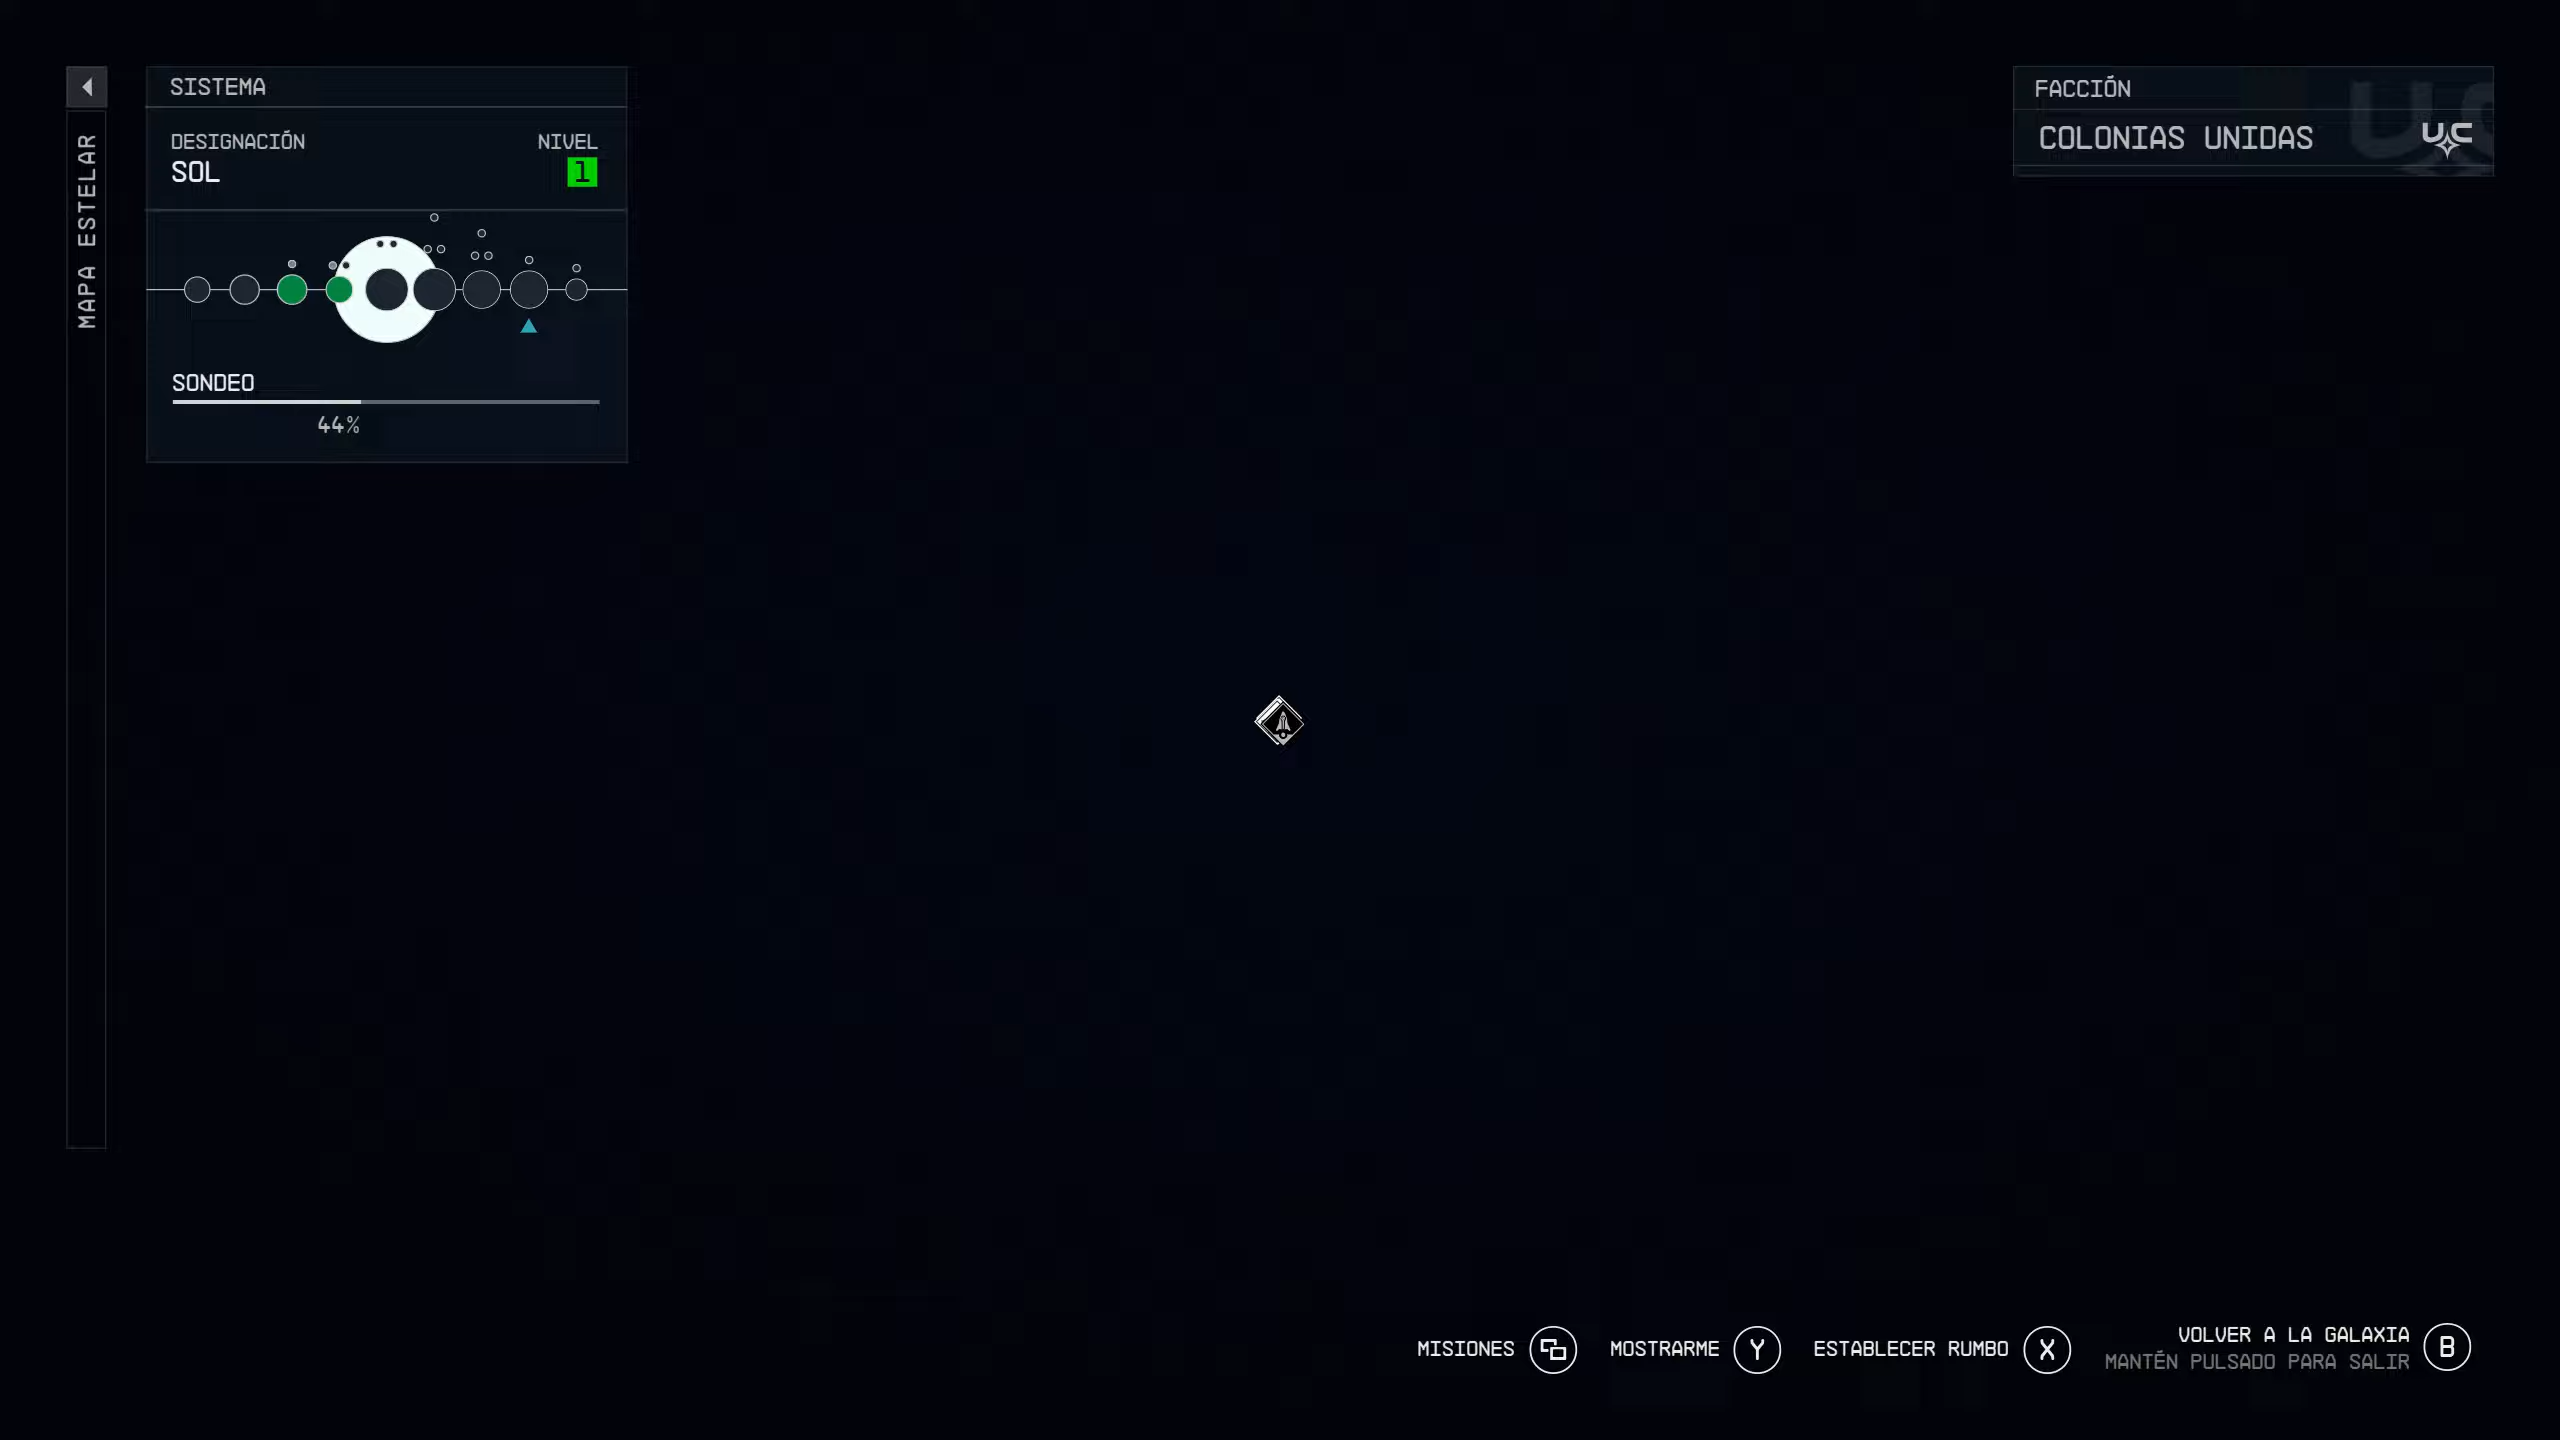 SISTEMA
DESIGNACIÓN NIVEL
SOL 1
SONDEO
44%
MAPA ESTELAR
FACCIÓN
COLONIAS UNIDAS UC
MISIONES
MOSTRARME Y
ESTABLECER RUMBO X
VOLVER A LA GALAXIA B
MANTÉN PULSADO PARA SALIR